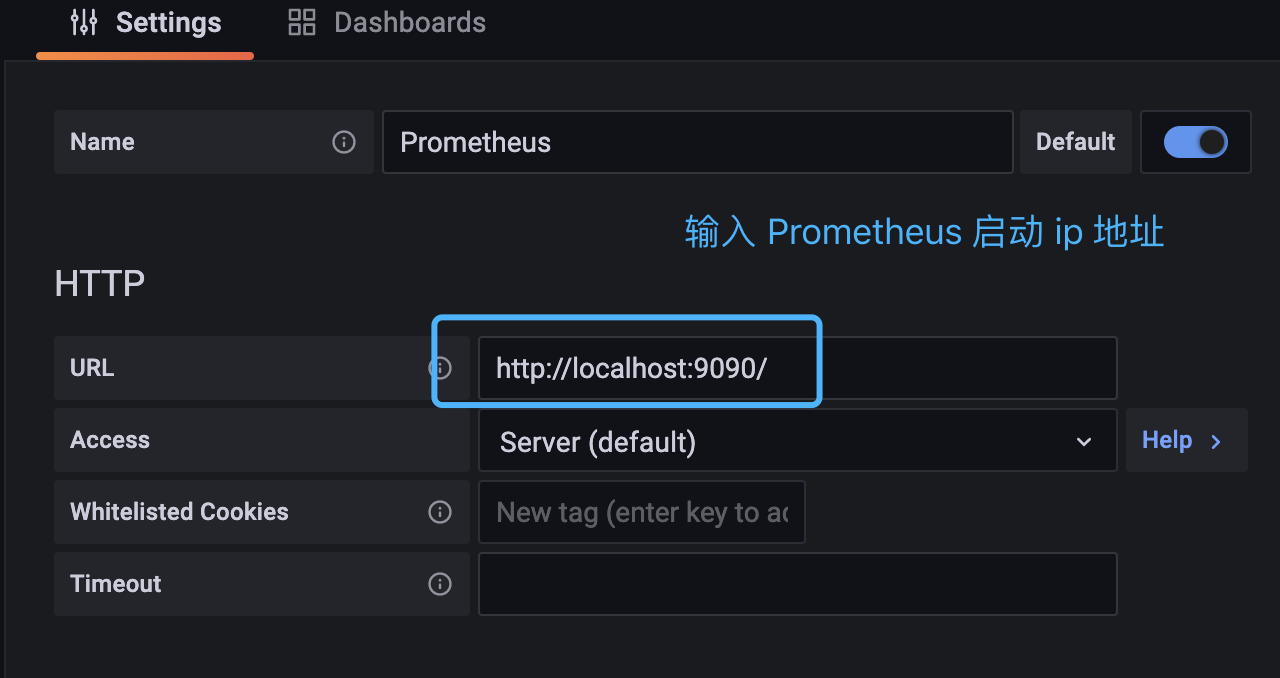 Settings Dashboards
Name Prometheus Default
输入 Prometheus 启动 ip 地址
HTTP
URL http://localhost:9090/
Access Server (default) Help
Whitelisted Cookies New tag (enter key to ad
Timeout